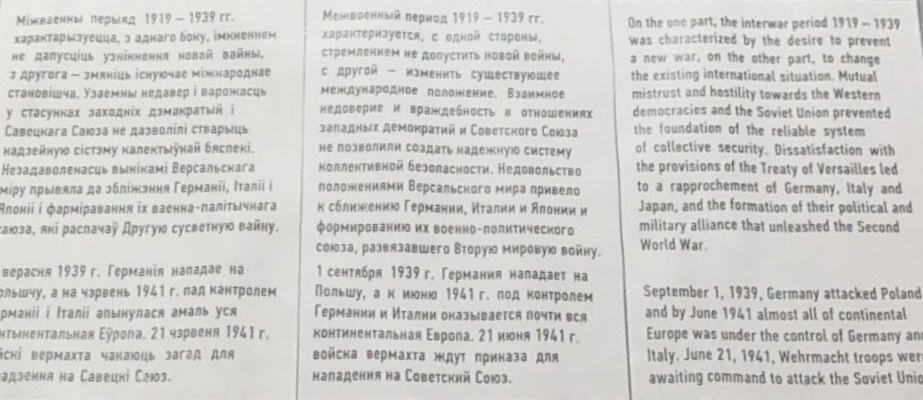 Міжваенны перыяд 1919 – 1939 гг.
характарызуецца, з аднаго боку, імкненнем
не дапусціць узнікнення новай вайны,
з другога – змяніць існуючае міжнароднае
становішча. Узаемны недавер і варожасць
у стасунках заходніх дэмакратый і
Савецкага Саюза не дазволілі стварыць
надзейную сістэму калектыўнай бяспекі.
Незадаволенасць вынікамі Версальскага
міру прывяла да збліжэння Германіі, Італіі і
Японіі і фарміравання іх ваенна-палітычнага
саюза, які распачаў Другую сусветную вайну.
верасня 1939 г. Германія нападае на
ольшчу, а на чэрвень 1941 г. пад кантролем
ерманіі і Італіі апынулася амаль уся
нтынентальная Еўропа. 21 чэрвеня 1941 г.
йскі вермахта чакаюць загад для
адзення на Савецкі Саюз.
Межвоенный период 1919 – 1939 гг.
характеризуется, с одной стороны,
стремлением не допустить новой войны,
с другой – изменить существующее
международное положение. Взаимное
недоверие и враждебность в отношениях
западных демократий и Советского Союза
не позволили создать надежную систему
коллективной безопасности. Недовольство
положениями Версальского мира привело
к сближению Германии, Италии и Японии и
формированию их военно-политического
союза, развязавшего Вторую мировую войну.
1 сентября 1939 г. Германия нападает на
Польшу, а к июню 1941 г. под контролем
Германии и Италии оказывается почти вся
континентальная Европа. 21 июня 1941 г.
войска вермахта ждут приказа для
нападения на Советский Союз.
On the one part, the interwar period 1919 – 1939
was characterized by the desire to prevent
a new war, on the other part, to change
the existing international situation. Mutual
mistrust and hostility towards the Western
democracies and the Soviet Union prevented
the foundation of the reliable system
of collective security. Dissatisfaction with
the provisions of the Treaty of Versailles led
to a rapprochement of Germany, Italy and
Japan, and the formation of their political and
military alliance that unleashed the Second
World War.
September 1, 1939, Germany attacked Poland
and by June 1941 almost all of continental
Europe was under the control of Germany an
Italy. June 21, 1941, Wehrmacht troops wer
awaiting command to attack the Soviet Unio